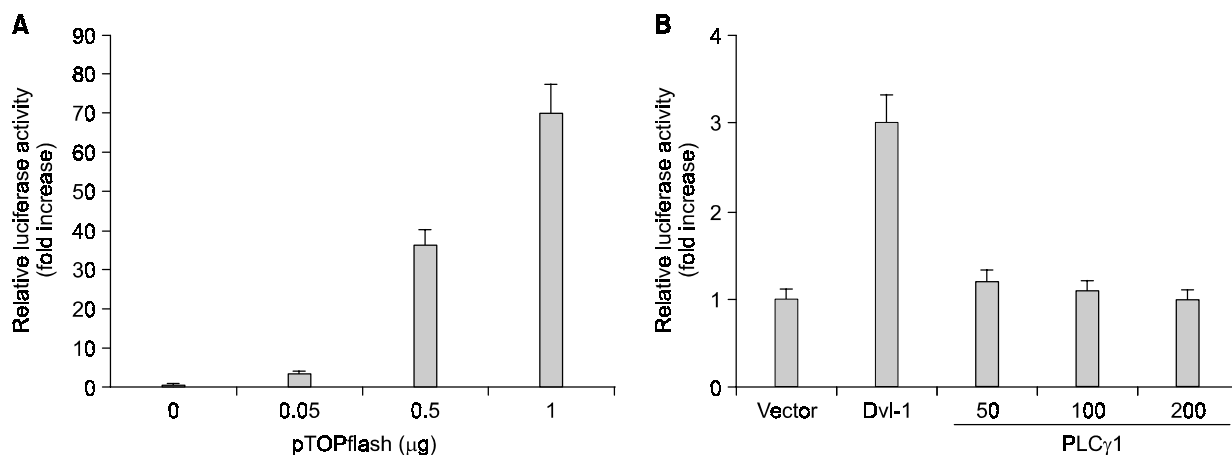 A
Relative luciferase activity
(fold increase)
90
80
70
60
50
40
30
20
10
0
0 0.05 0.5 1
pTOPflash (μg)
B
Relative luciferase activity
(fold increase)
4
3
2
1
0
Vector Dvl-1 50 100 200
PLCγ1